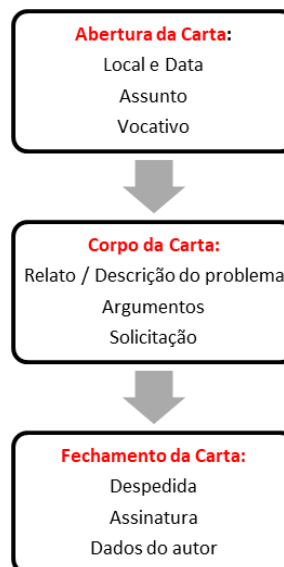 Abertura da Carta:
Local e Data
Assunto
Vocativo
Corpo da Carta:
Relato / Descrição do problema
Argumentos
Solicitação
Fechamento da Carta:
Despedida
Assinatura
Dados do autor